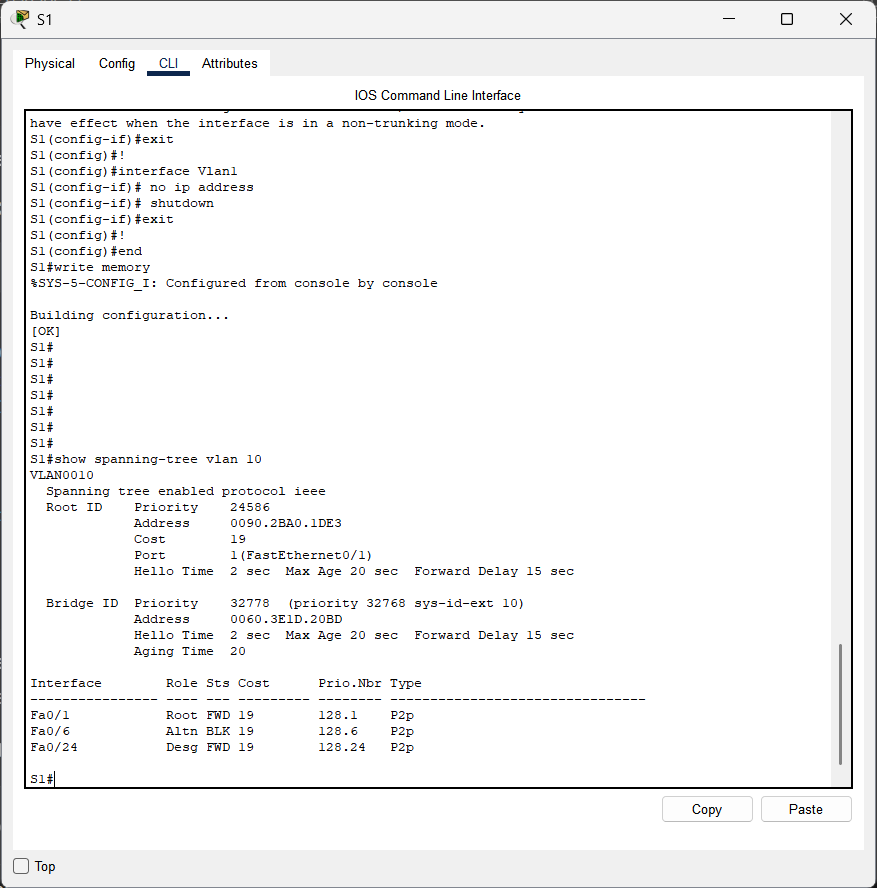 S1
Physical Config CLI Attributes
IOS Command Line Interface
have effect when the interface is in a non-trunking mode.
S1(config-if)#exit
S1(config)#!
S1(config)#interface Vlan1
S1(config-if)# no ip address
S1(config-if)# shutdown
S1(config-if)#exit
S1(config)#!
S1(config)#end
S1#write memory
%SYS-5-CONFIG_I: Configured from console by console
Building configuration...
[OK]
S1#
S1#
S1#
S1#
S1#
S1#
S1#
S1#show spanning-tree vlan 10
VLAN0010
  Spanning tree enabled protocol ieee
  Root ID    Priority    24586
             Address     0090.2BA0.1DE3
             Cost        19
             Port        1(FastEthernet0/1)
             Hello Time  2 sec  Max Age 20 sec  Forward Delay 15 sec
  Bridge ID  Priority    32778  (priority 32768 sys-id-ext 10)
             Address     0060.3E1D.20BD
             Hello Time  2 sec  Max Age 20 sec  Forward Delay 15 sec
             Aging Time  20
Interface        Role Sts Cost      Prio.Nbr Type
---------------- ---- --- --------- -------- --------------------------------
Fa0/1            Root FWD 19        128.1    P2p
Fa0/6            Altn BLK 19        128.6    P2p
Fa0/24           Desg FWD 19        128.24   P2p
S1#
Copy Paste
Top